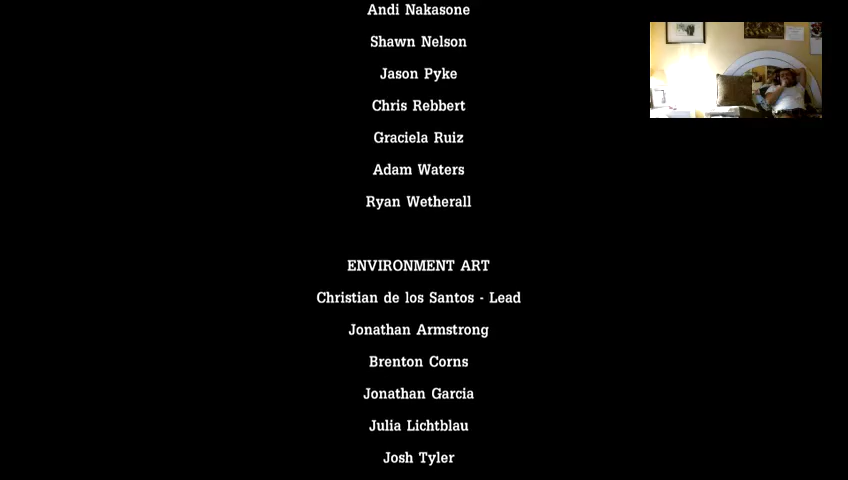 Andi Nakasone
Shawn Nelson
Jason Pyke
Chris Rebbert
Graciela Ruiz
Adam Waters
Ryan Wetherall
ENVIRONMENT ART
Christian de los Santos - Lead
Jonathan Armstrong
Brenton Corns
Jonathan Garcia
Julia Lichtblau
Josh Tyler